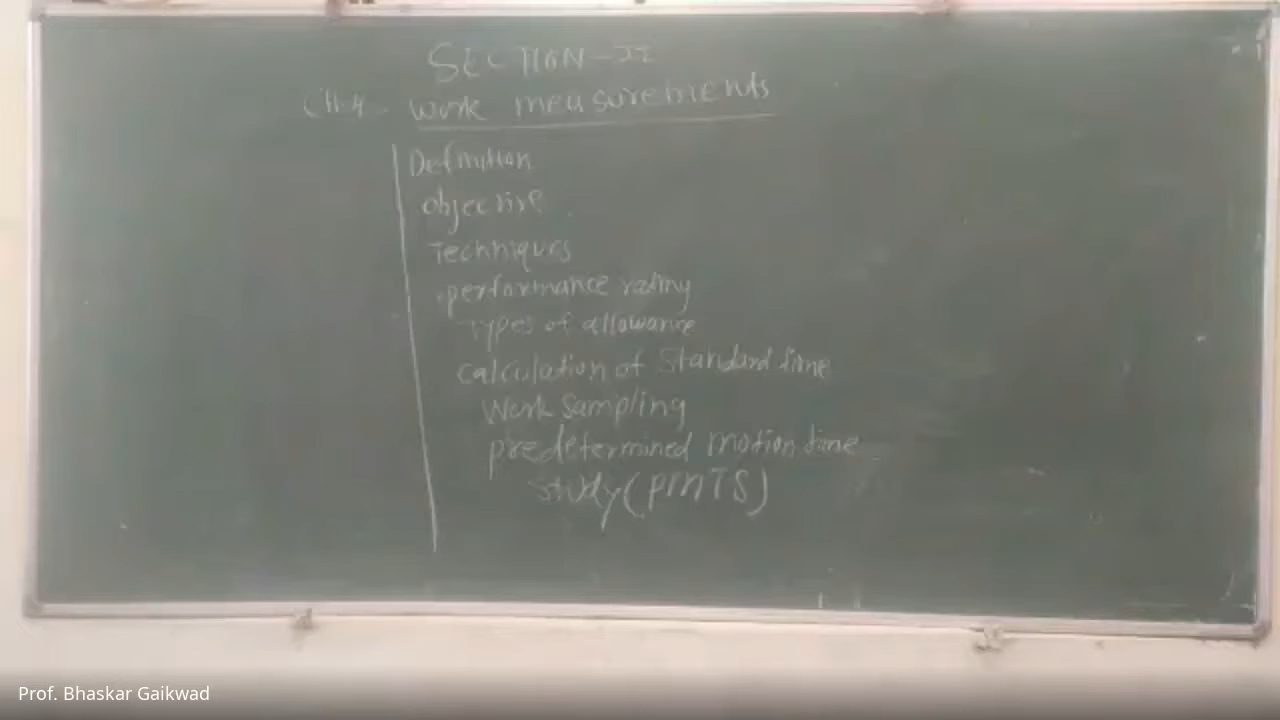 SECTION-II
CH.4. Work measurements
Definition
objective
Techniques
performance rating
Types of allowance
calculation of Standard time
Work Sampling
predetermined motion time
study (PMTS)
Prof. Bhaskar Gaikwad